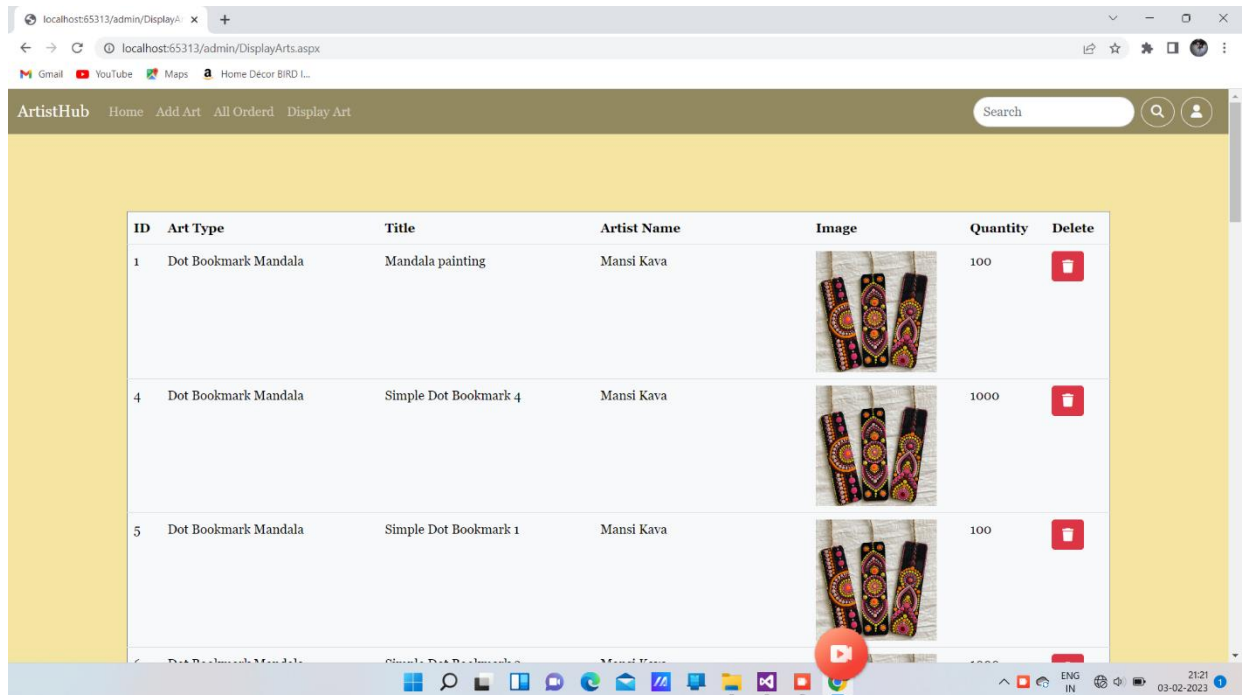 localhost:65313/admin/DisplayA
localhost:65313/admin/DisplayArts.aspx
Gmail YouTube Maps Home Décor BIRD I...
ArtistHub Home Add Art All Orderd Display Art Search
ID Art Type Title Artist Name Image Quantity Delete
1 Dot Bookmark Mandala Mandala painting Mansi Kava 100
4 Dot Bookmark Mandala Simple Dot Bookmark 4 Mansi Kava 1000
5 Dot Bookmark Mandala Simple Dot Bookmark 1 Mansi Kava 100
ENG 21:21
IN 03-02-2023 1